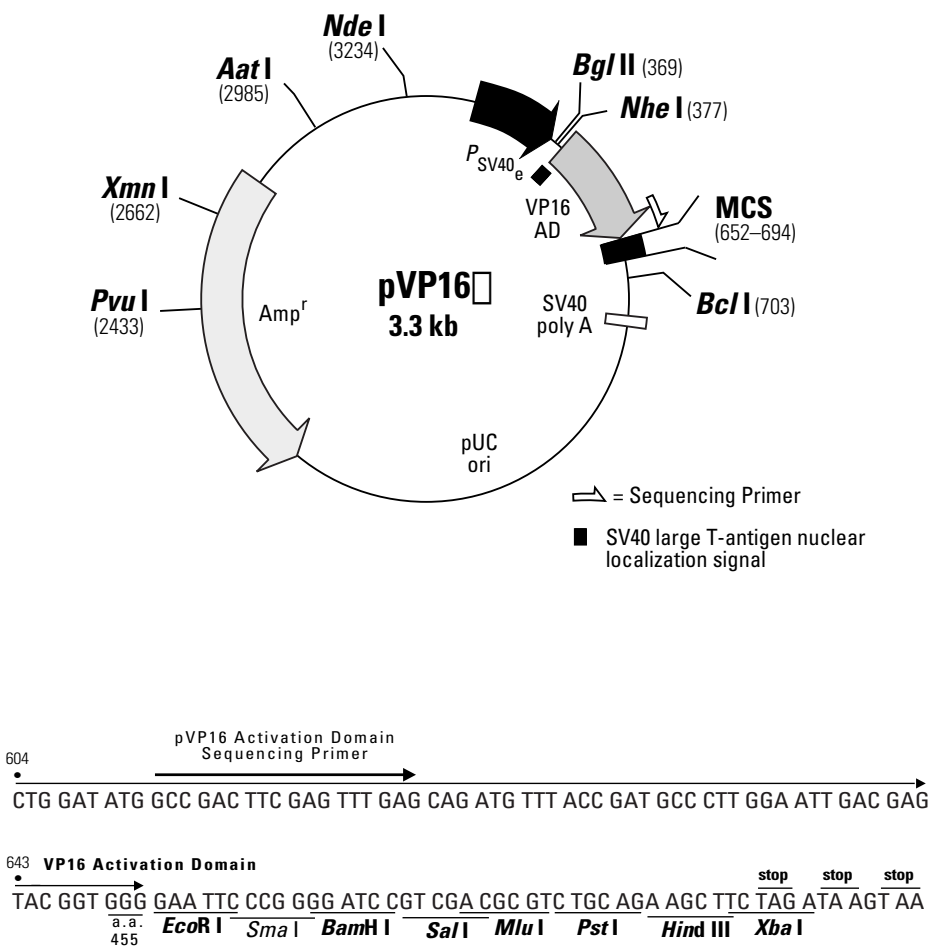 Nde I
(3234)
Aat I
(2985)
Bgl II (369)
Nhe I (377)
PSV40e
Xmn I
(2662)
VP16
AD
MCS
(652–694)
pVP16□
3.3 kb
Pvu I
(2433)
Ampr
SV40
poly A
Bcl I (703)
pUC
ori
= Sequencing Primer
SV40 large T-antigen nuclear
localization signal
pVP16 Activation Domain
Sequencing Primer
604
CTG GAT ATG GCC GAC TTC GAG TTT GAG CAG ATG TTT ACC GAT GCC CTT GGA ATT GAC GAG
643 VP16 Activation Domain
stop stop stop
TAC GGT GGG GAA TTC CCG GGG ATC CGT CGA CGC GTC TGC AGA AGC TTC TAG ATA AGT AA
a.a.
455
EcoR I Sma I BamH I Sal I Mlu I Pst I Hind III Xba I